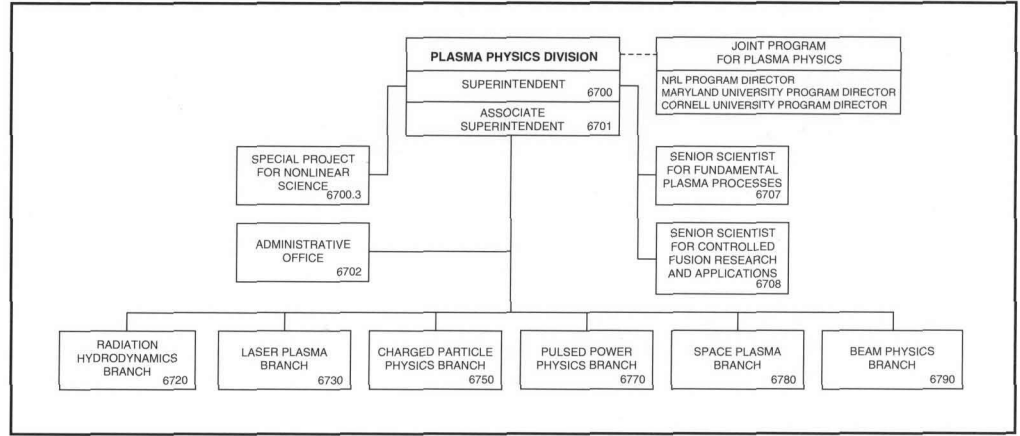 PLASMA PHYSICS DIVISION
SUPERINTENDENT
6700
ASSOCIATE
SUPERINTENDENT 6701
JOINT PROGRAM
FOR PLASMA PHYSICS
NRL PROGRAM DIRECTOR
MARYLAND UNIVERSITY PROGRAM DIRECTOR
CORNELL UNIVERSITY PROGRAM DIRECTOR
SPECIAL PROJECT
FOR NONLINEAR
SCIENCE
6700.3
SENIOR SCIENTIST
FOR FUNDAMENTAL
PLASMA PROCESSES
6707
ADMINISTRATIVE
OFFICE
6702
SENIOR SCIENTIST
FOR CONTROLLED
FUSION RESEARCH
AND APPLICATIONS
6708
RADIATION
HYDRODYNAMICS
BRANCH
6720
LASER PLASMA
BRANCH
6730
CHARGED PARTICLE
PHYSICS BRANCH
6750
PULSED POWER
PHYSICS BRANCH
6770
SPACE PLASMA
BRANCH
6780
BEAM PHYSICS
BRANCH
6790